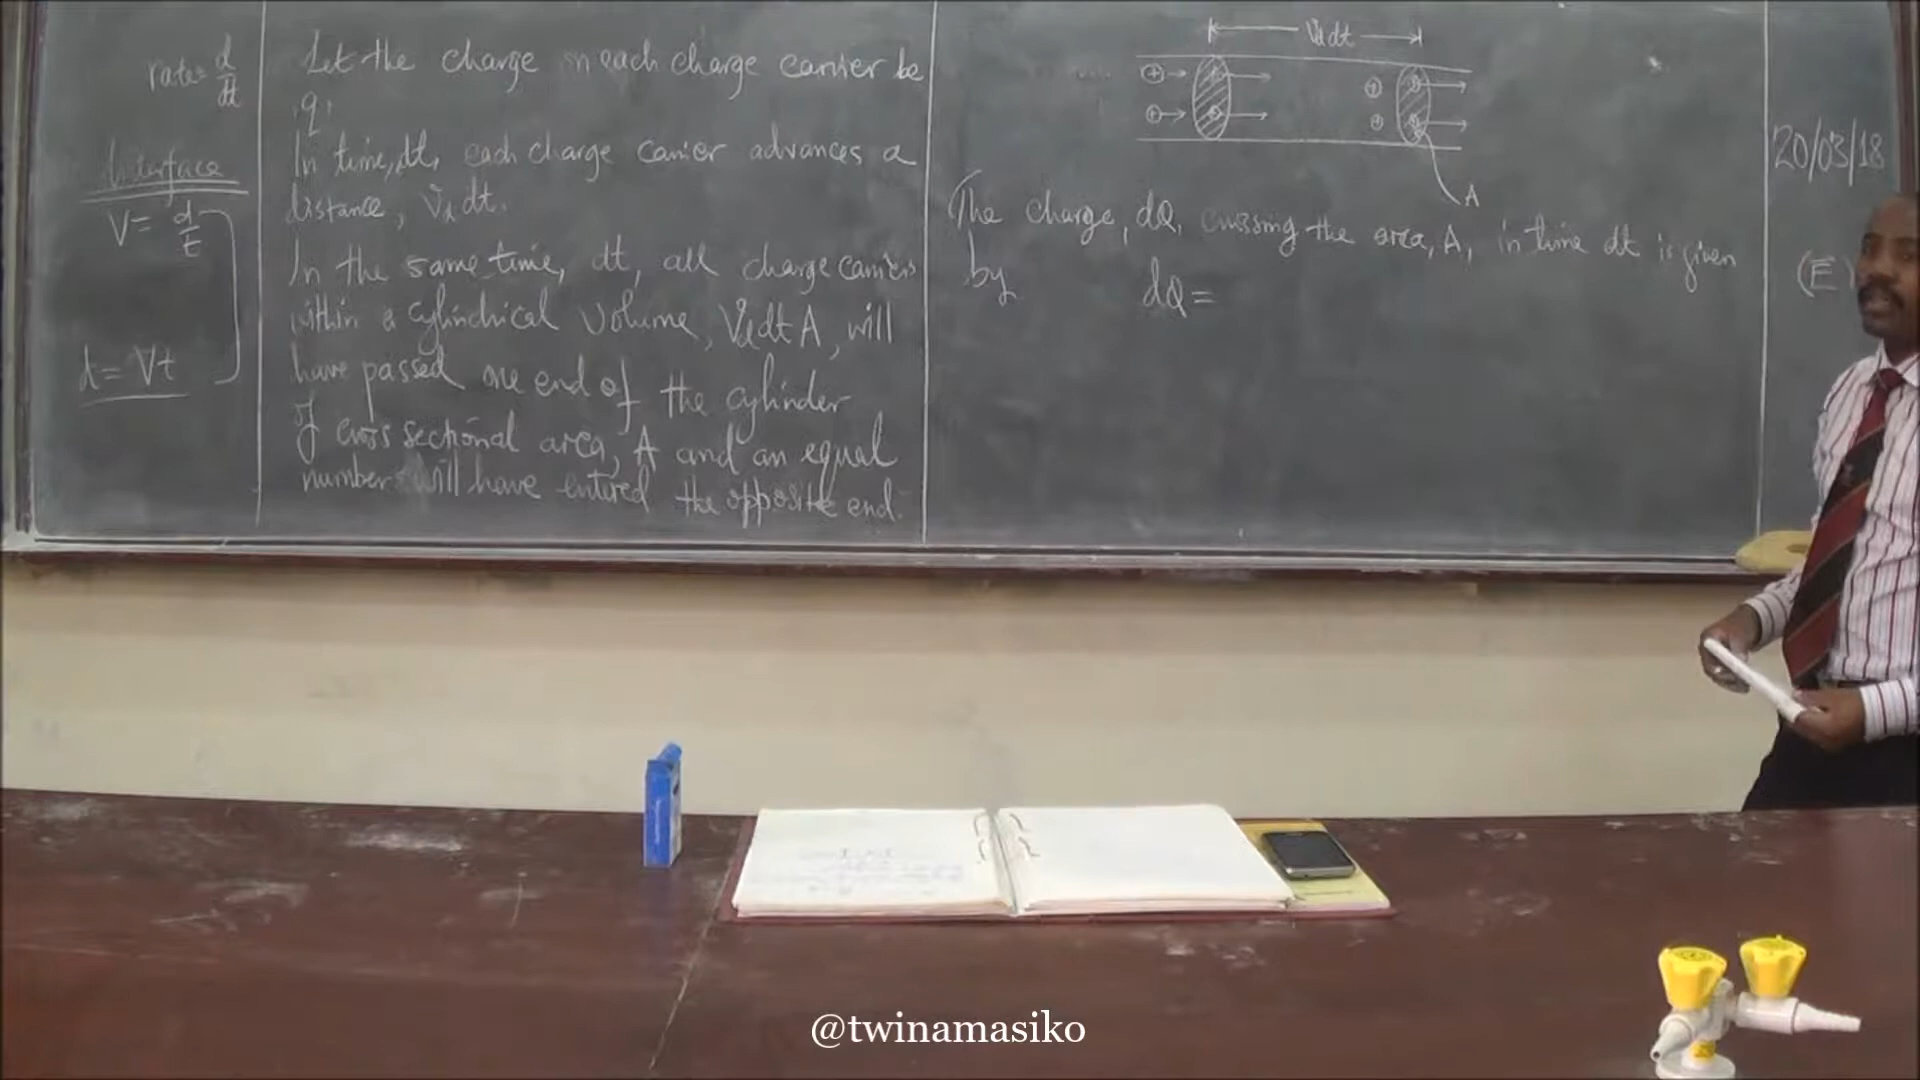 rate = d/dt
Interface
V = d/t
d = Vt
Let the charge on each charge carrier be
q.
In time, dt, each charge carrier advances a
distance, Vd dt.
In the same time, dt, all charge carriers
within a cylindrical volume, Vd dt A, will
have passed one end of the cylinder
of cross sectional area, A and an equal
number will have entered the opposite end.
Vd dt
A
The charge, dQ, crossing the area, A, in time dt is given
by dQ =
20/03/18
(E)
@twinamasiko